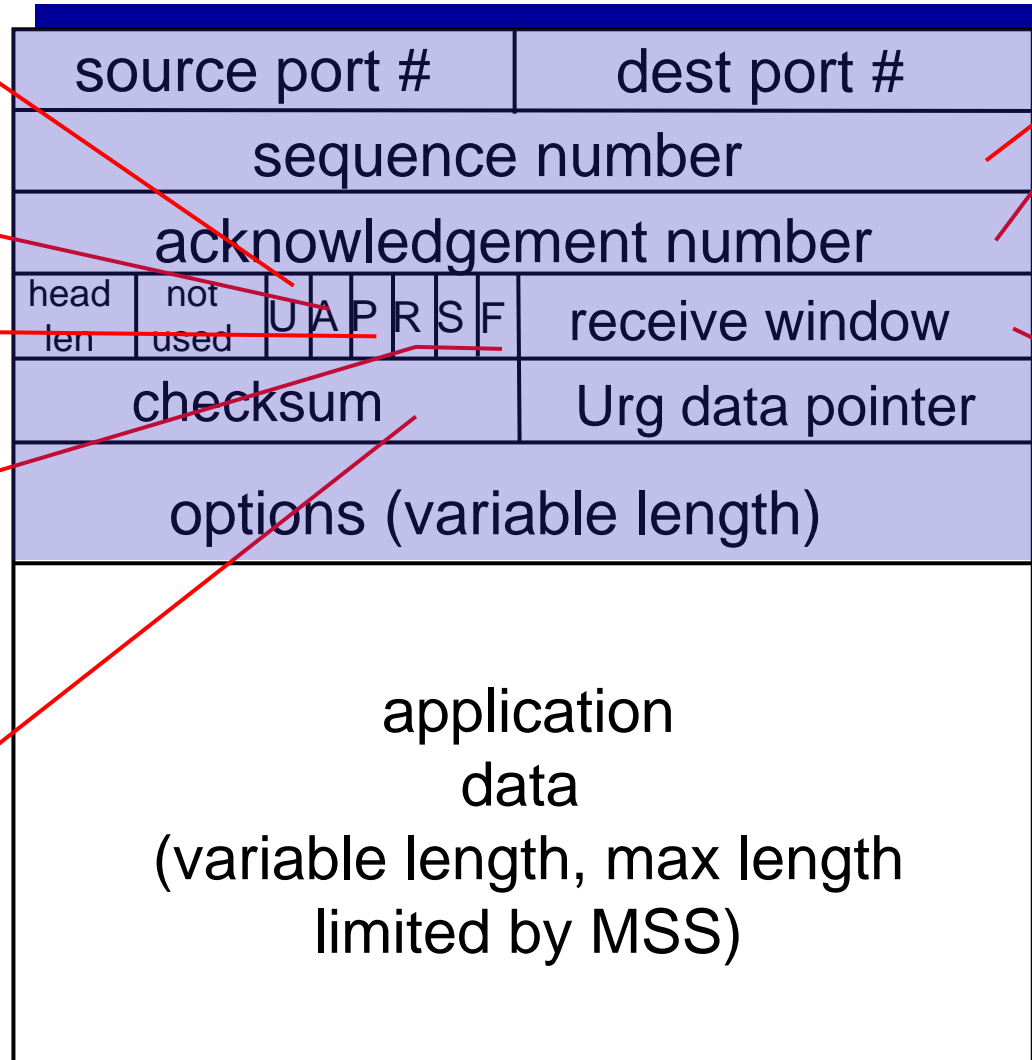 source port # dest port #
sequence number
acknowledgement number
head not U A P R S F receive window
len used
checksum Urg data pointer
options (variable length)
application
data
(variable length, max length
limited by MSS)